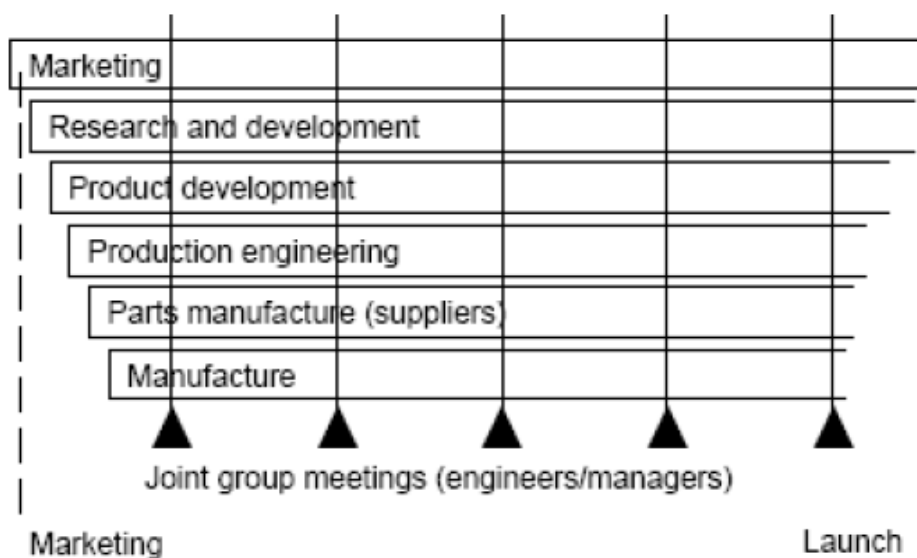 Marketing
Research and development
Product development
Production engineering
Parts manufacture (suppliers)
Manufacture
Joint group meetings (engineers/managers)
Marketing
Launch